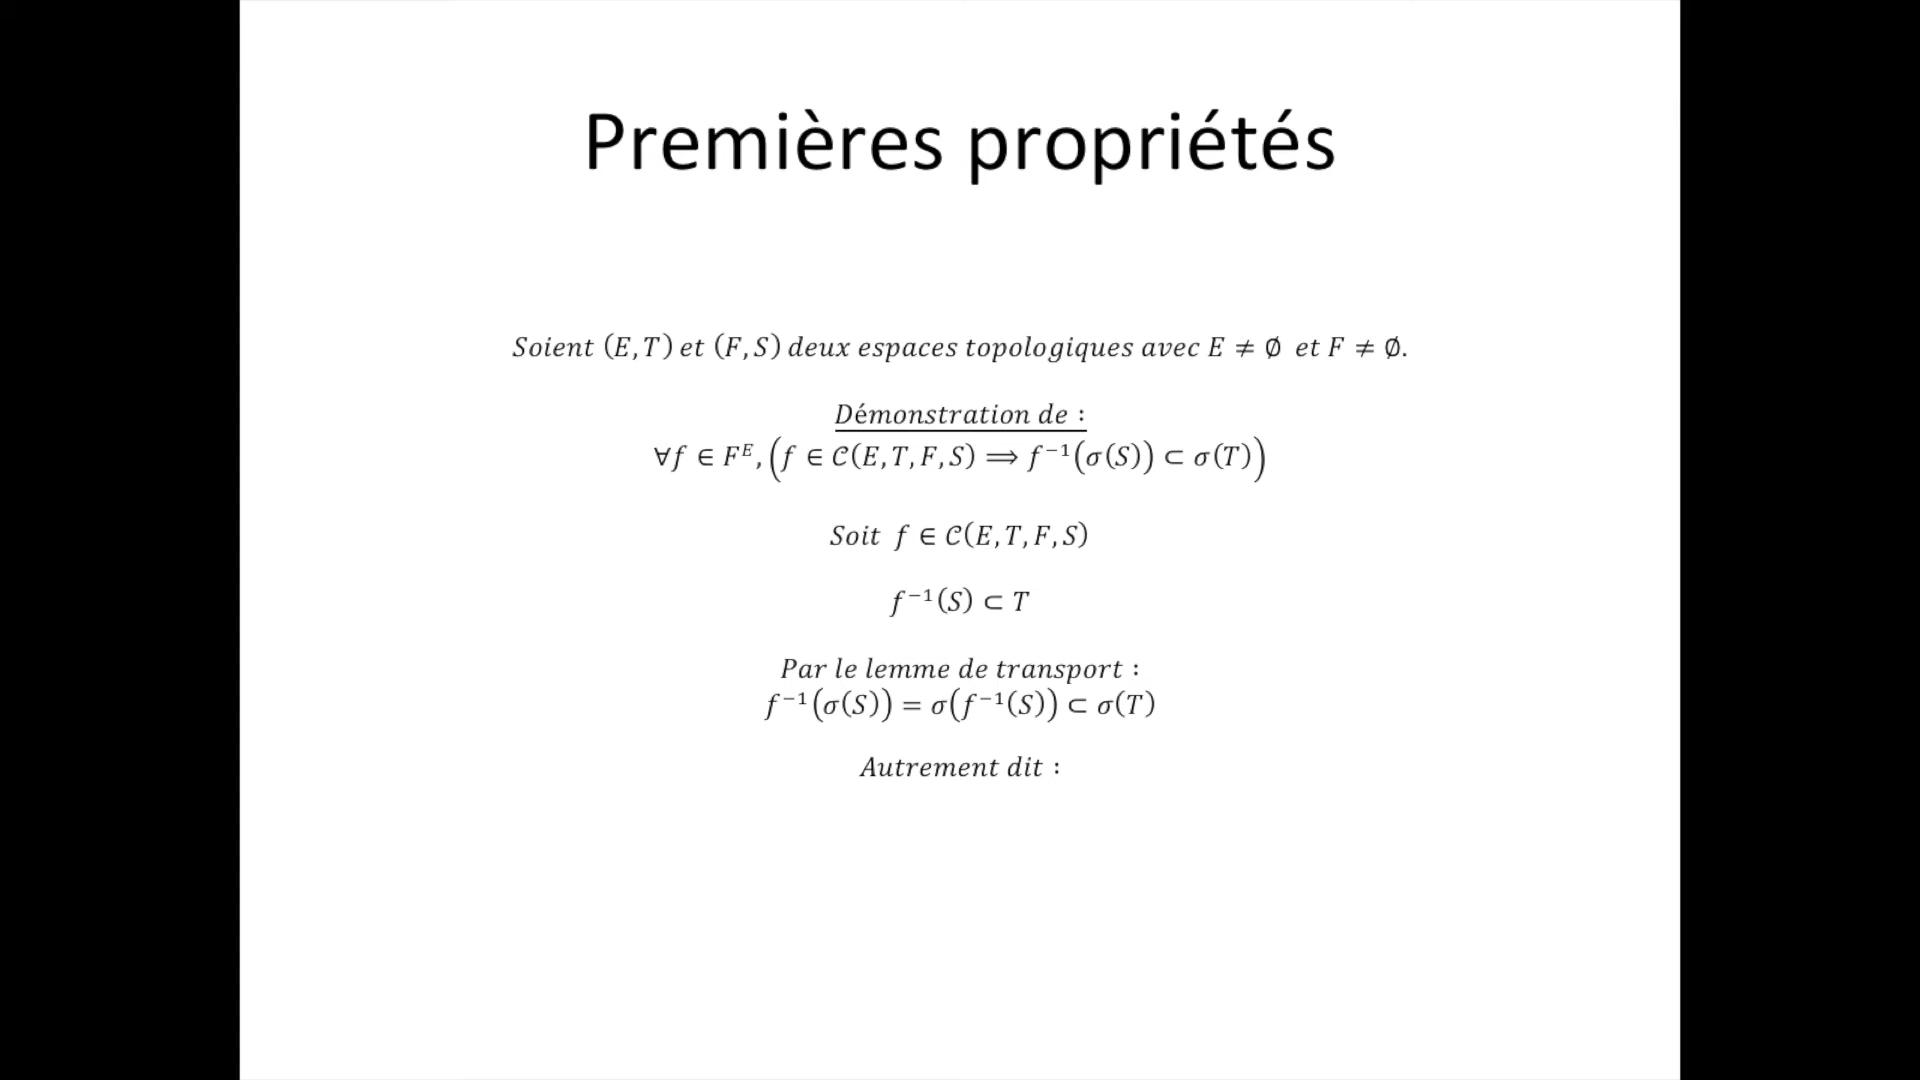 Premières propriétés
Soient (E, T) et (F, S) deux espaces topologiques avec E ≠ ∅ et F ≠ ∅.
Démonstration de :
∀f ∈ Fᴱ, (f ∈ 𝒞(E, T, F, S) ⟹ f⁻¹(σ(S)) ⊂ σ(T))
Soit f ∈ 𝒞(E, T, F, S)
f⁻¹(S) ⊂ T
Par le lemme de transport :
f⁻¹(σ(S)) = σ(f⁻¹(S)) ⊂ σ(T)
Autrement dit :